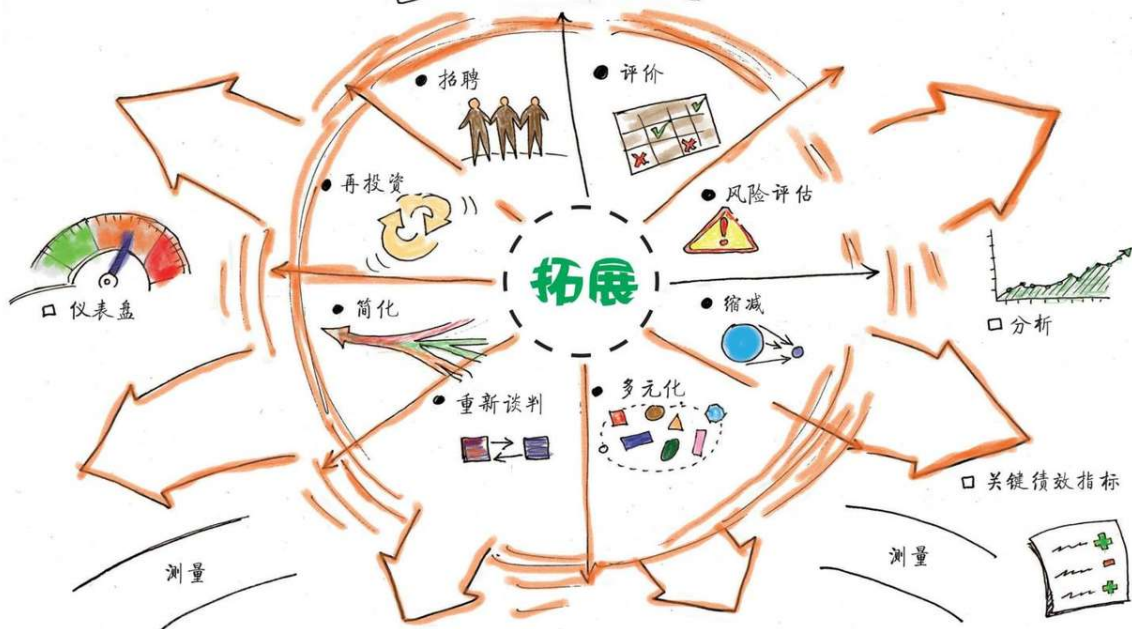 招聘
评价
再投资
风险评估
拓展
仪表盘
简化
缩减
分析
重新谈判
多元化
关键绩效指标
测量
测量